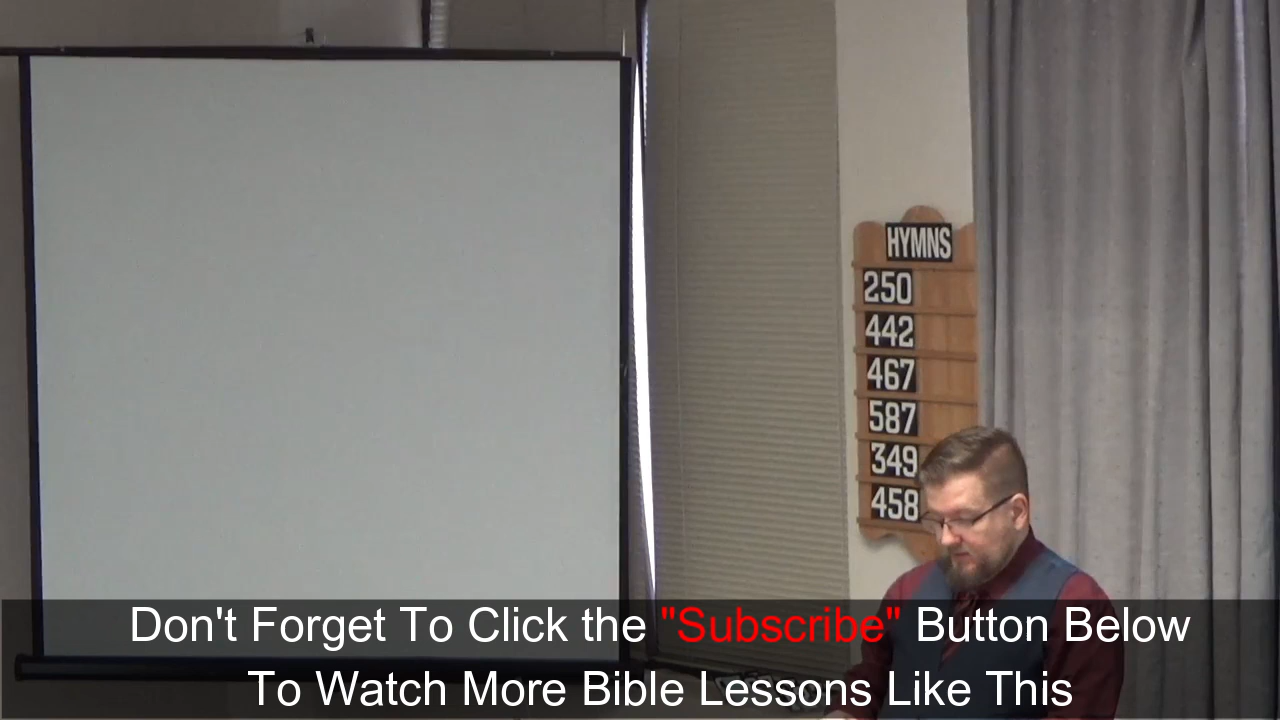 HYMNS
250
442
467
587
349
458
Don't Forget To Click the "Subscribe" Button Below
To Watch More Bible Lessons Like This